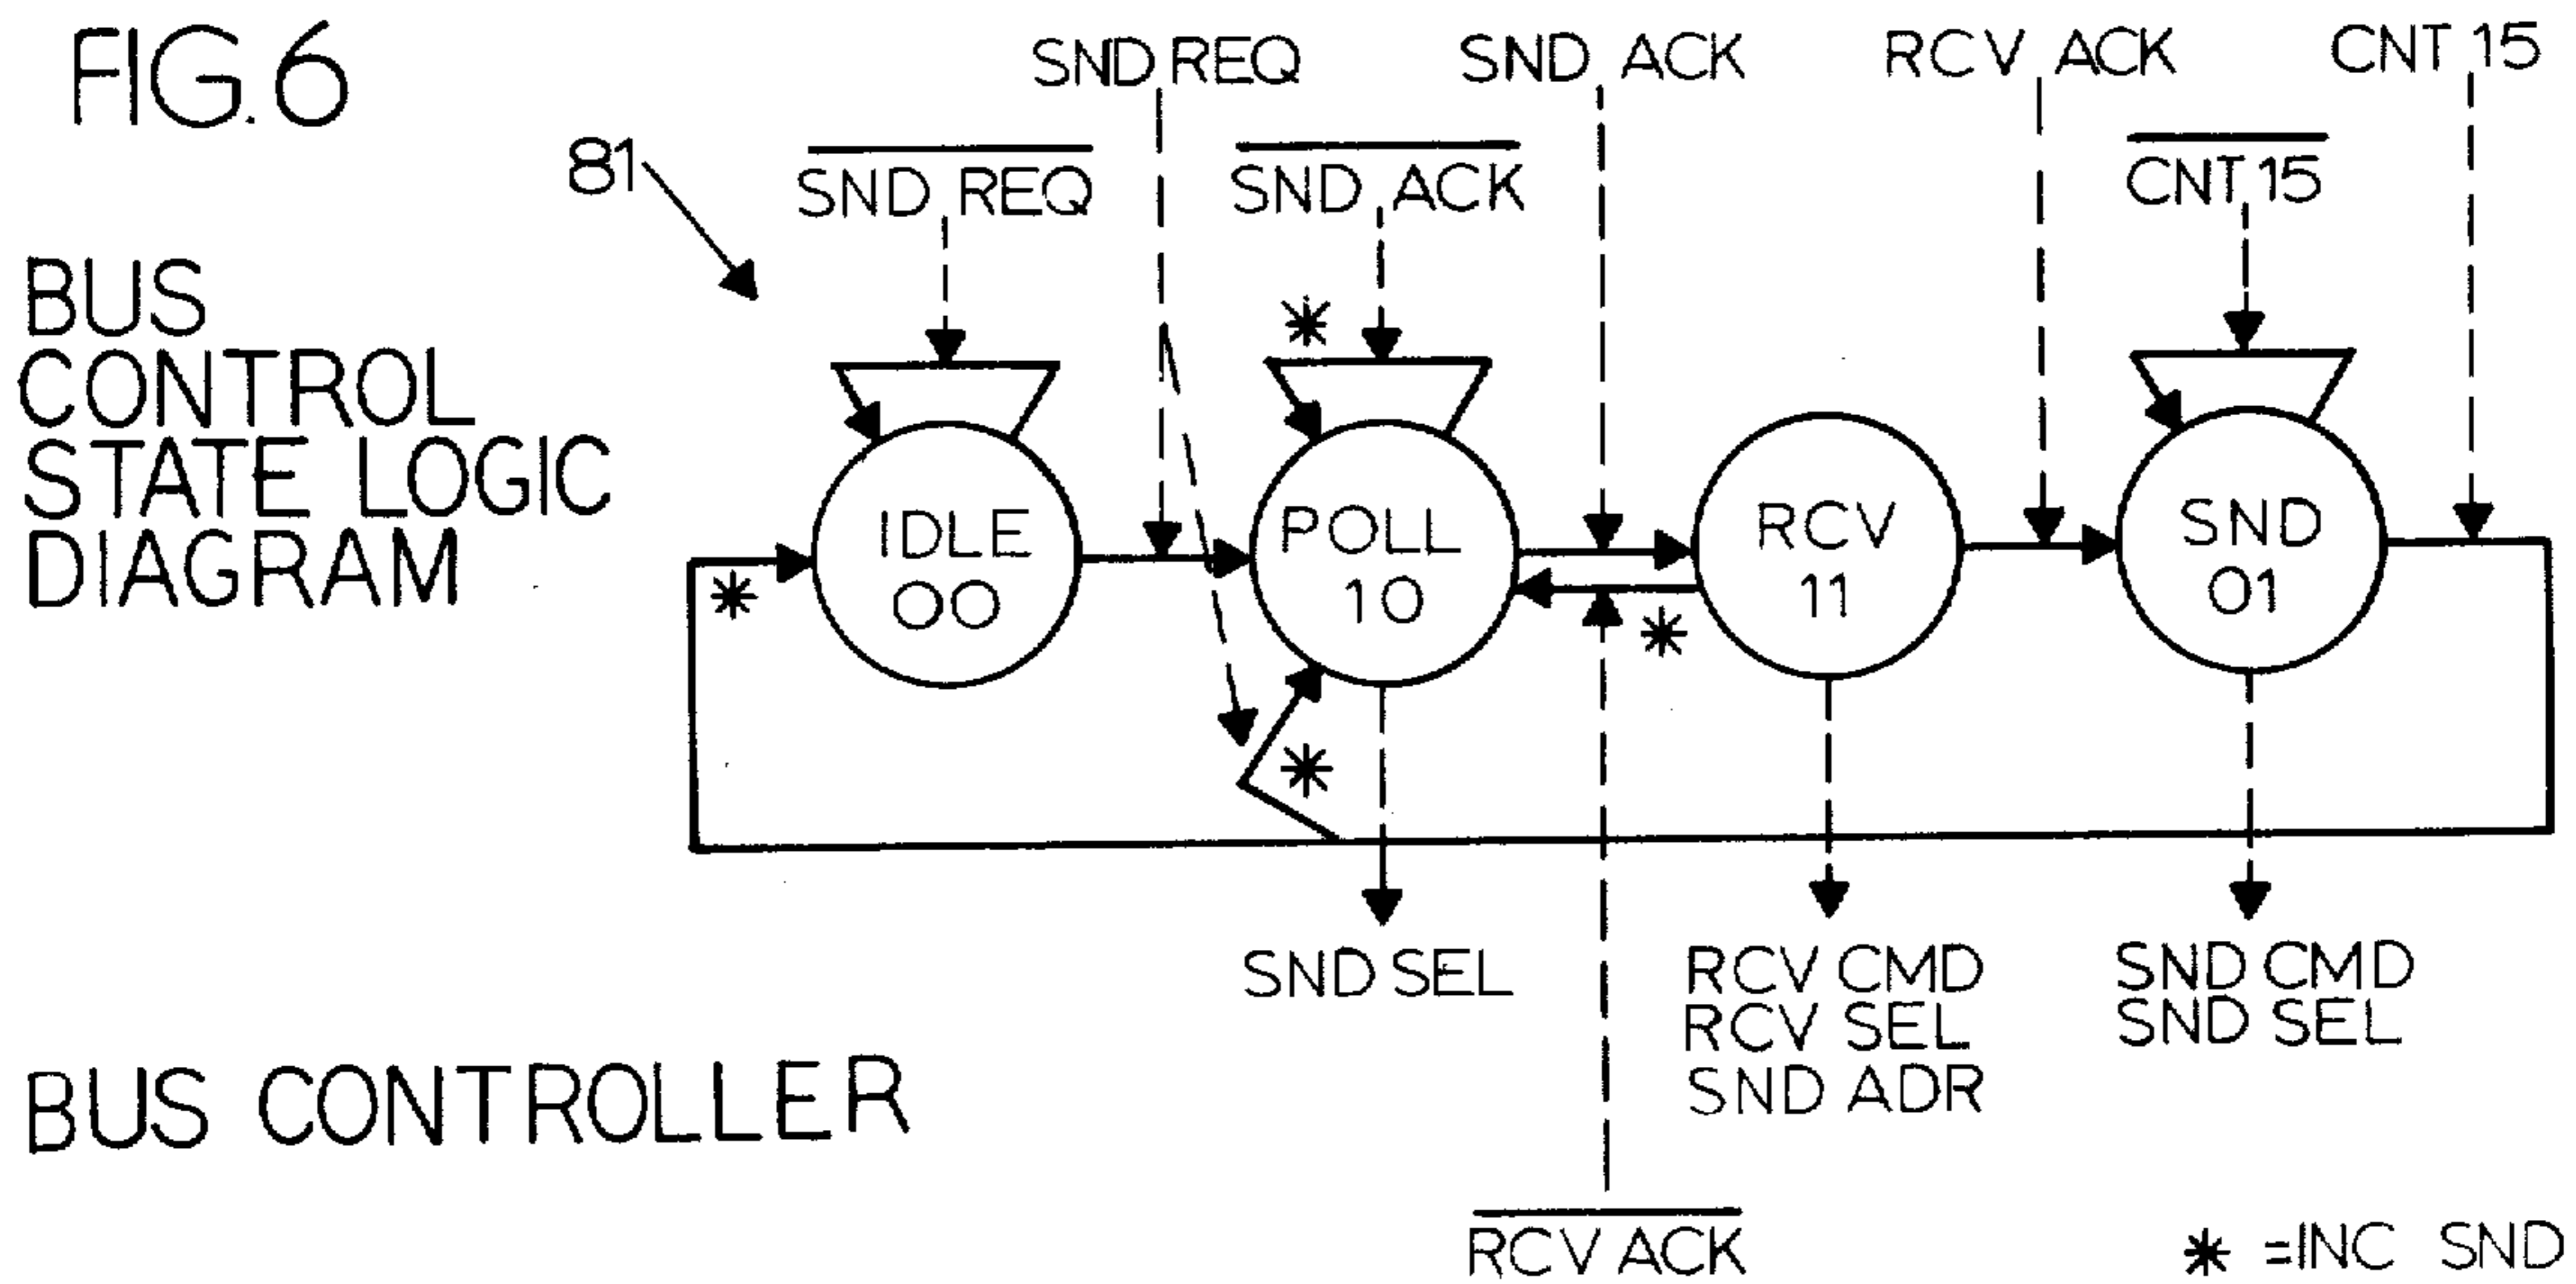 FIG. 6
SND REQ
SND ACK
RCV ACK
CNT 15
81
SND REQ
SND ACK
CNT 15
BUS
CONTROL
STATE LOGIC
DIAGRAM
*
IDLE
00
POLL
10
RCV
11
SND
01
*
*
*
SND SEL
RCV CMD
RCV SEL
SND ADR
SND CMD
SND SEL
BUS CONTROLLER
RCV ACK
* =INC SND